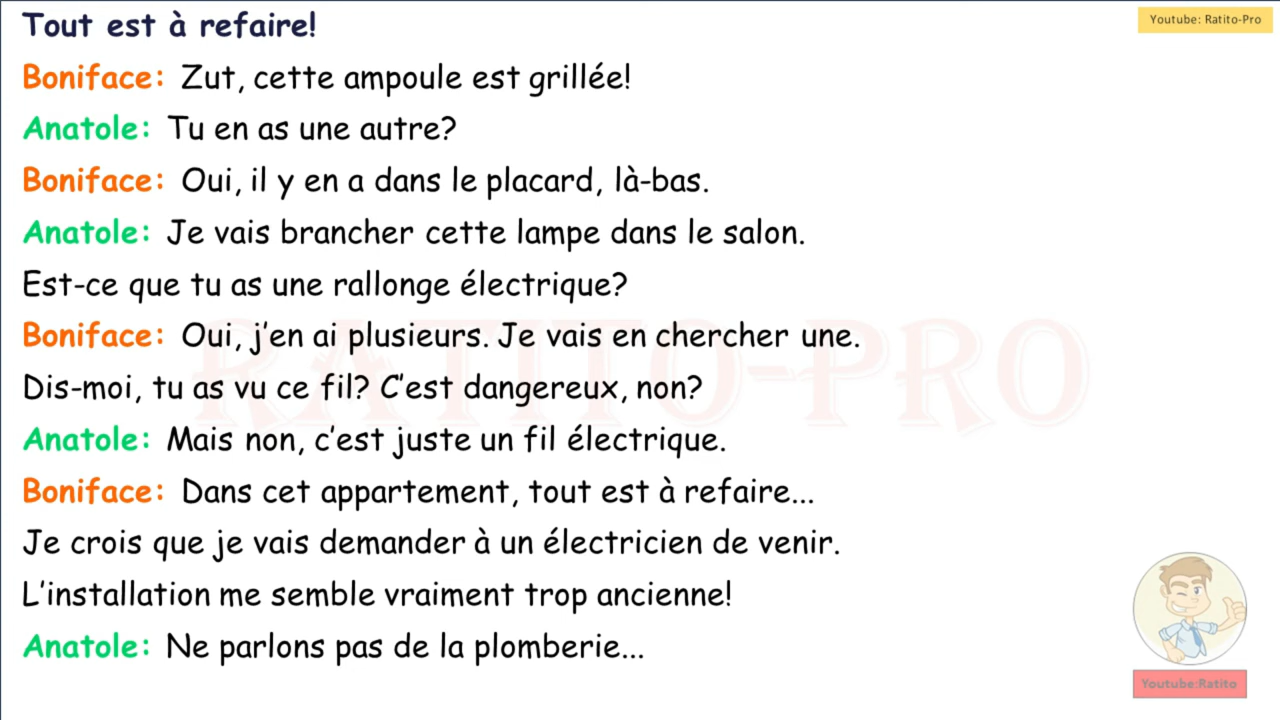 Tout est à refaire!
Youtube: Ratito-Pro
Boniface: Zut, cette ampoule est grillée!
Anatole: Tu en as une autre?
Boniface: Oui, il y en a dans le placard, là-bas.
Anatole: Je vais brancher cette lampe dans le salon.
Est-ce que tu as une rallonge électrique?
Boniface: Oui, j’en ai plusieurs. Je vais en chercher une.
RATITO-PRO
Dis-moi, tu as vu ce fil? C’est dangereux, non?
Anatole: Mais non, c’est juste un fil électrique.
Boniface: Dans cet appartement, tout est à refaire...
Je crois que je vais demander à un électricien de venir.
L’installation me semble vraiment trop ancienne!
Anatole: Ne parlons pas de la plomberie...
Youtube:Ratito